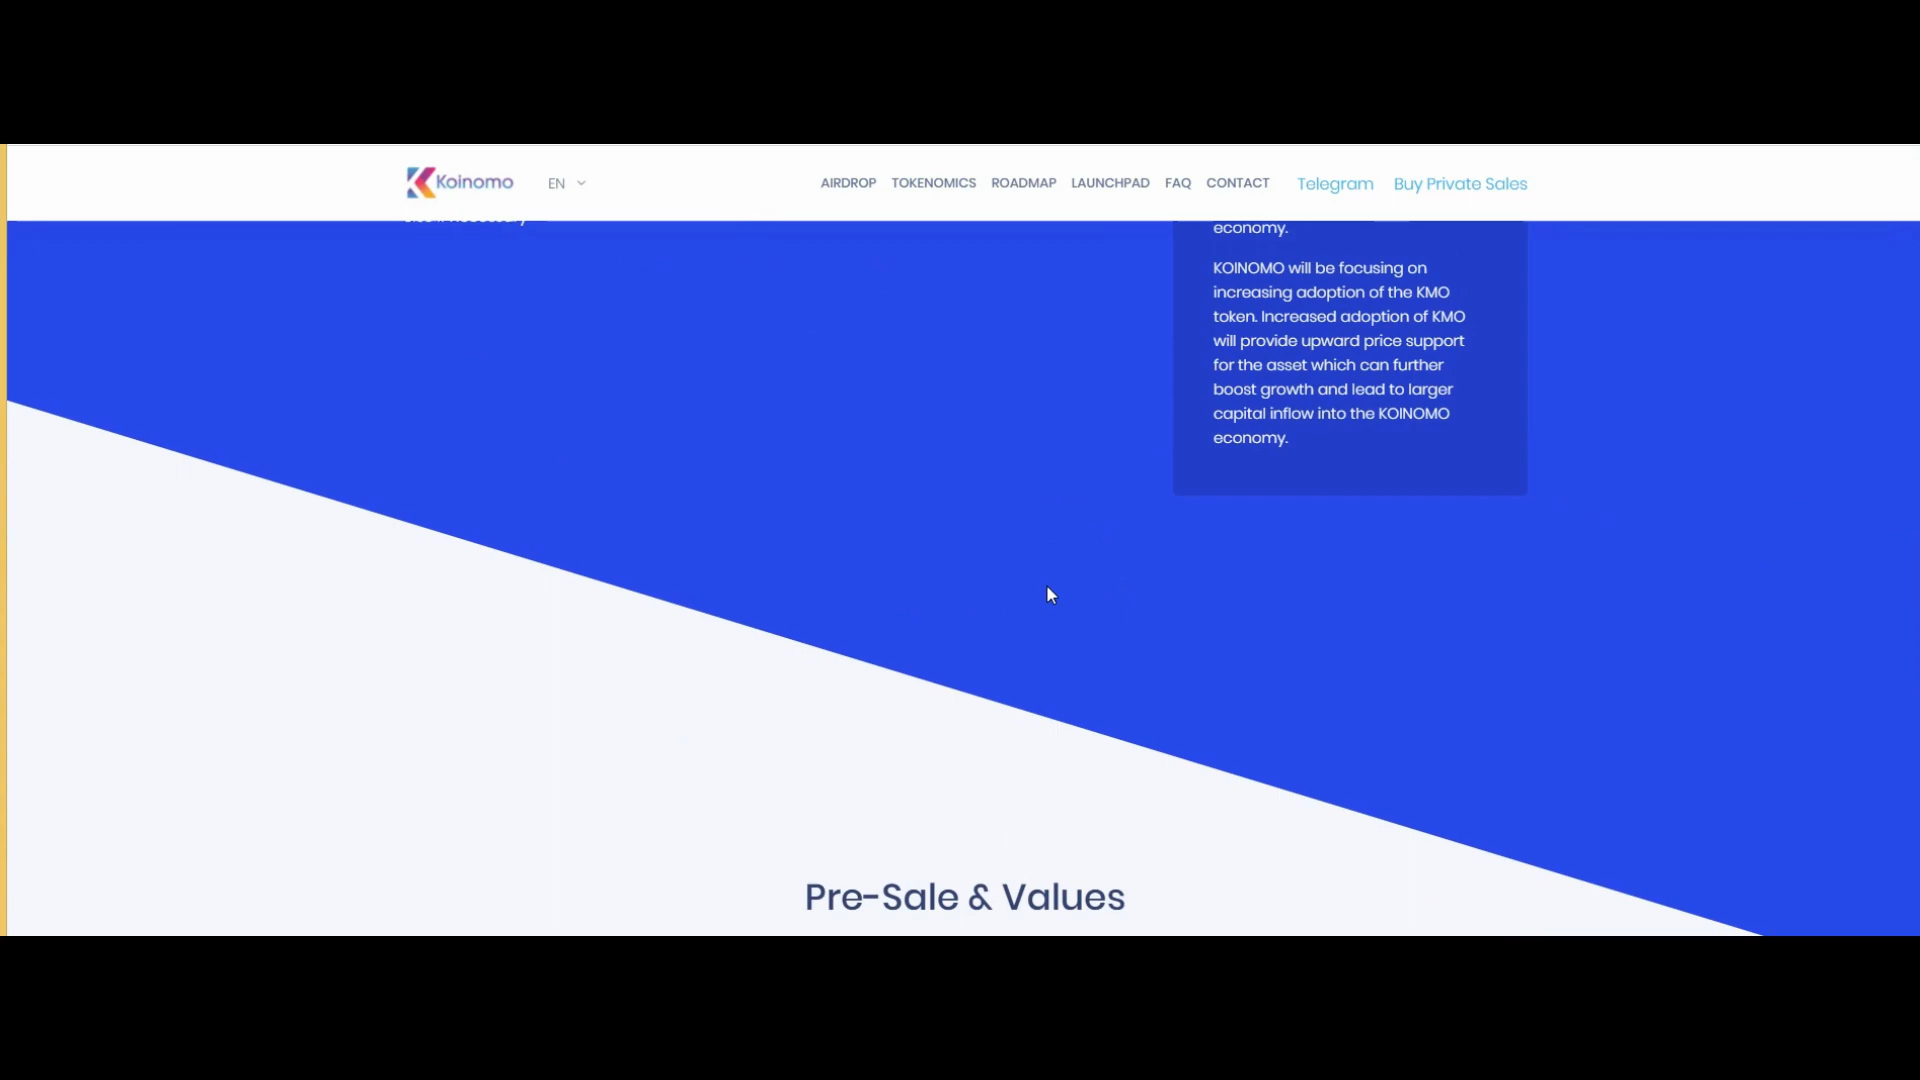 Koinomo EN AIRDROP TOKENOMICS ROADMAP LAUNCHPAD FAQ CONTACT Telegram Buy Private Sales
economy.
KOINOMO will be focusing on
increasing adoption of the KMO
token. Increased adoption of KMO
will provide upward price support
for the asset which can further
boost growth and lead to larger
capital inflow into the KOINOMO
economy.
Pre-Sale & Values